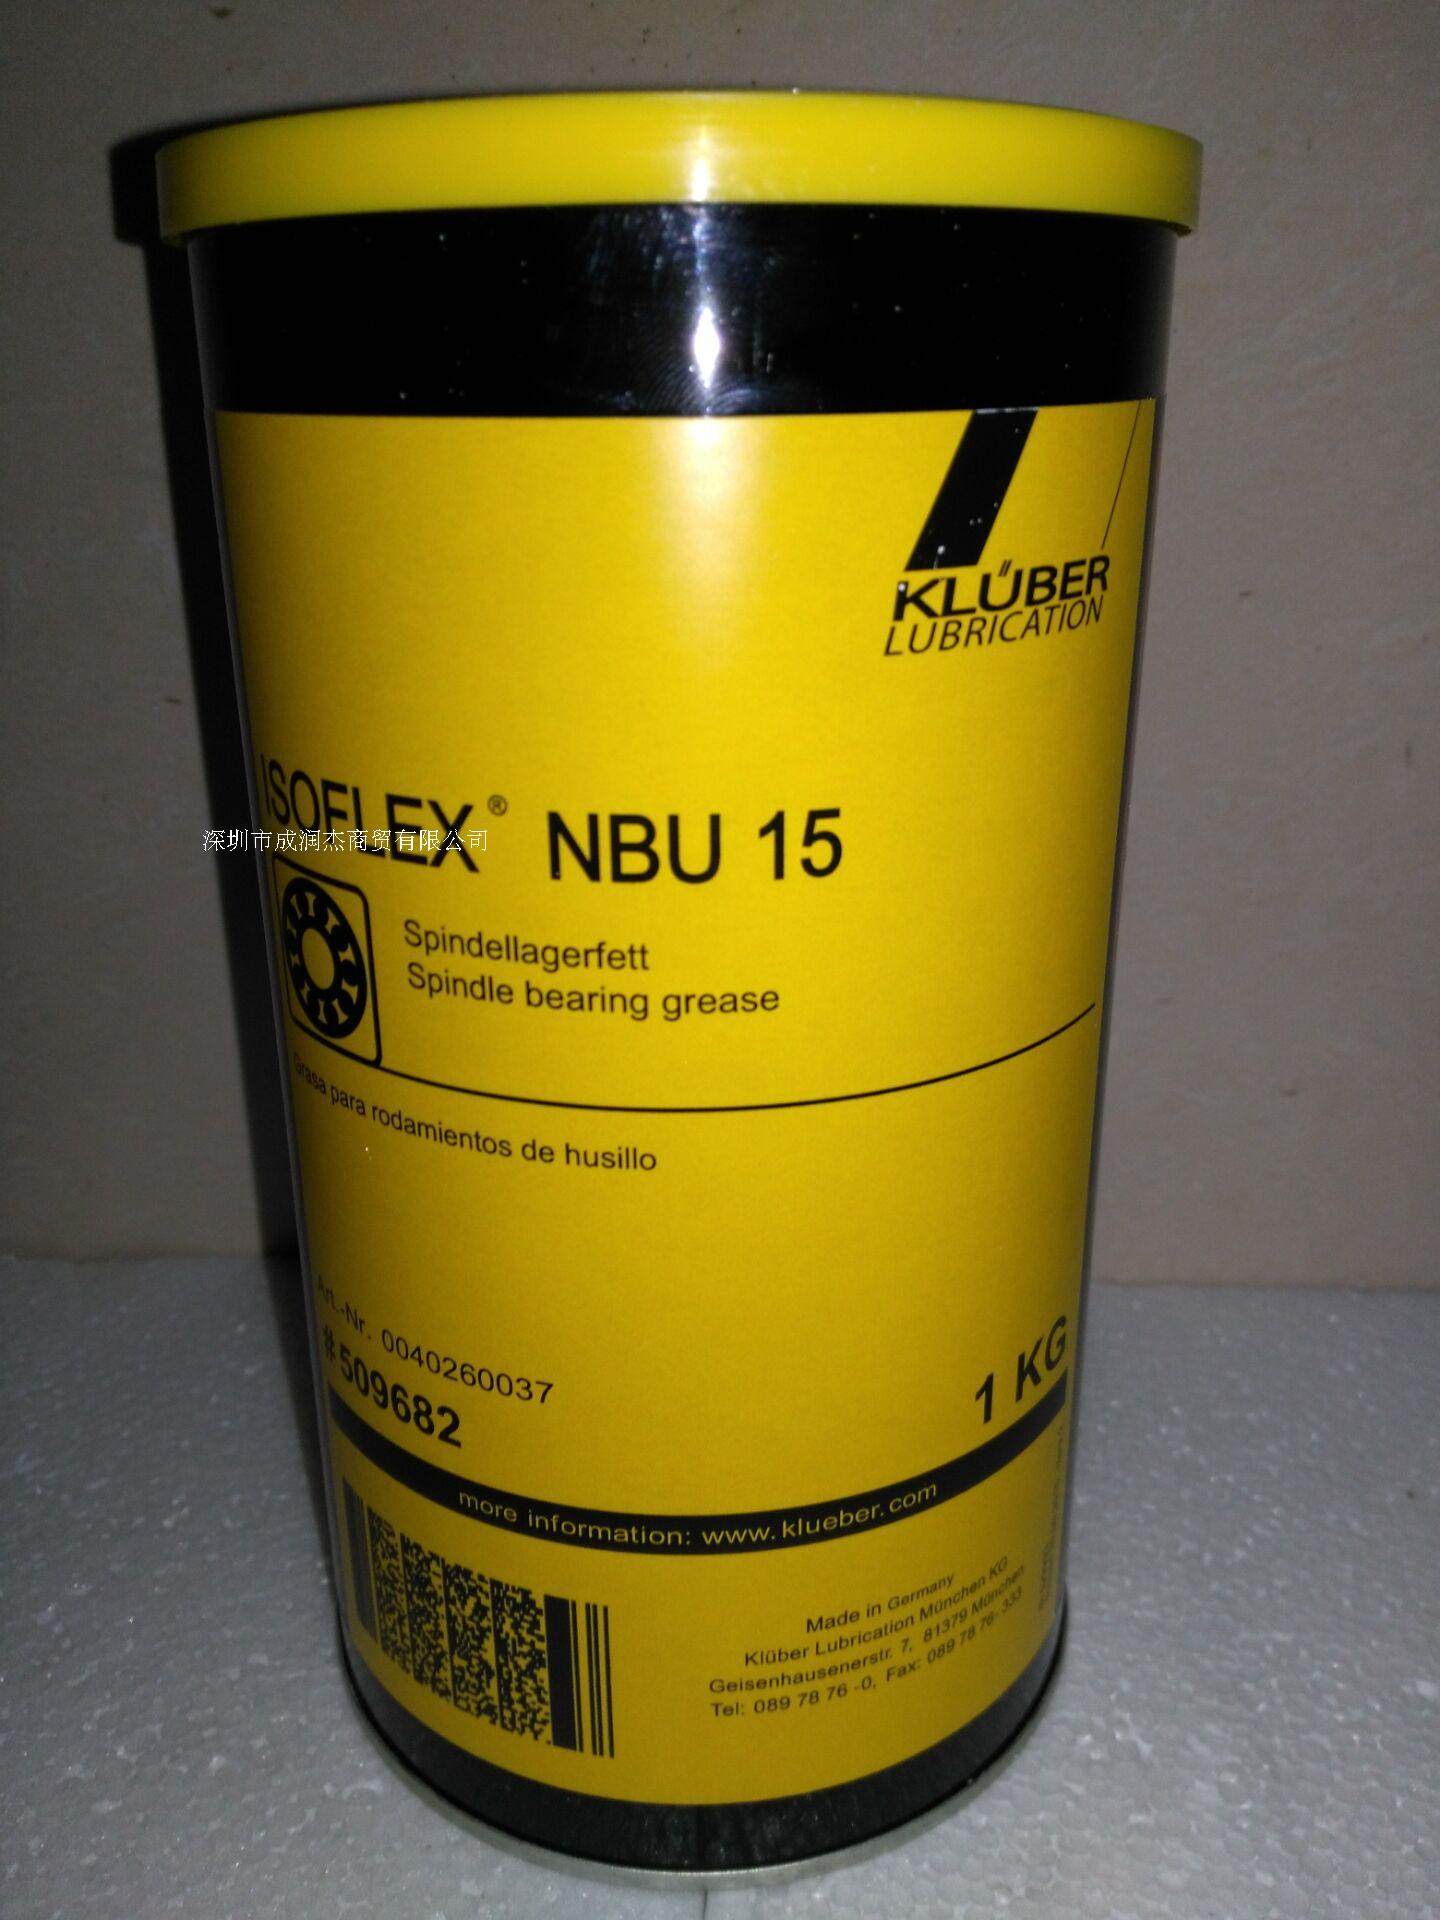 KLÜBER
LUBRICATION
ISOFLEX® NBU 15
深圳市成润杰商贸有限公司
Spindellagerfett
Spindle bearing grease
Grasa para rodamientos de husillo
Art.-Nr. 0040260037
#509682
1 KG
more information: www.klueber.com
Made in Germany
Klüber Lubrication München KG
Geisenhausenerstr. 7, 81379 München
Tel: 089 78 76 -0, Fax: 089 78 76-333